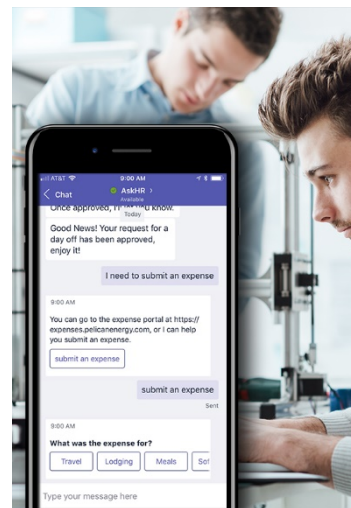 AT&T 9:00 AM
Chat AskHR
Available
Once approved, I'll let you know.
Today
Good News! Your request for a
day off has been approved,
enjoy it!
I need to submit an expense
9:00 AM
You can go to the expense portal at https://
expenses.pelicanenergy.com, or I can help
you submit an expense.
submit an expense
submit an expense
Sent
9:00 AM
What was the expense for?
Travel Lodging Meals
Type your message here